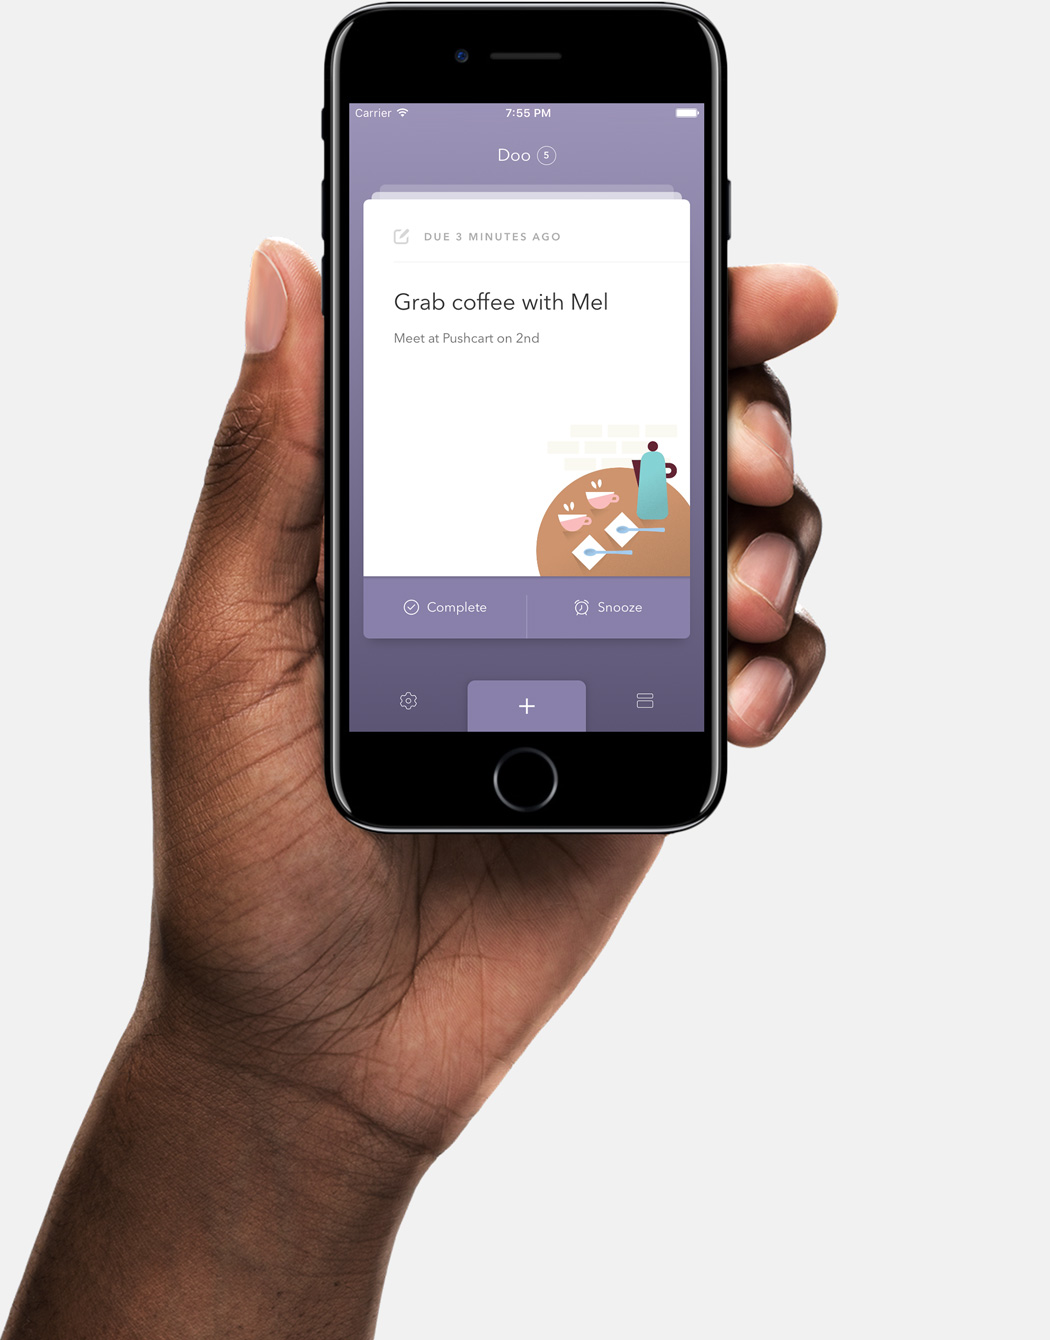 Carrier 7:55 PM
Doo 5
DUE 3 MINUTES AGO
Grab coffee with Mel
Meet at Pushcart on 2nd
Complete Snooze
+